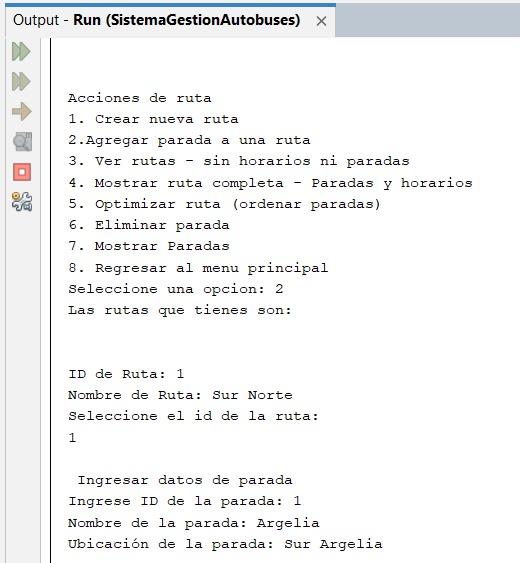 Output - Run (SistemaGestionAutobuses) ×
Acciones de ruta
1. Crear nueva ruta
2.Agregar parada a una ruta
3. Ver rutas - sin horarios ni paradas
4. Mostrar ruta completa - Paradas y horarios
5. Optimizar ruta (ordenar paradas)
6. Eliminar parada
7. Mostrar Paradas
8. Regresar al menu principal
Seleccione una opcion: 2
Las rutas que tienes son:
ID de Ruta: 1
Nombre de Ruta: Sur Norte
Seleccione el id de la ruta:
1
Ingresar datos de parada
Ingrese ID de la parada: 1
Nombre de la parada: Argelia
Ubicación de la parada: Sur Argelia